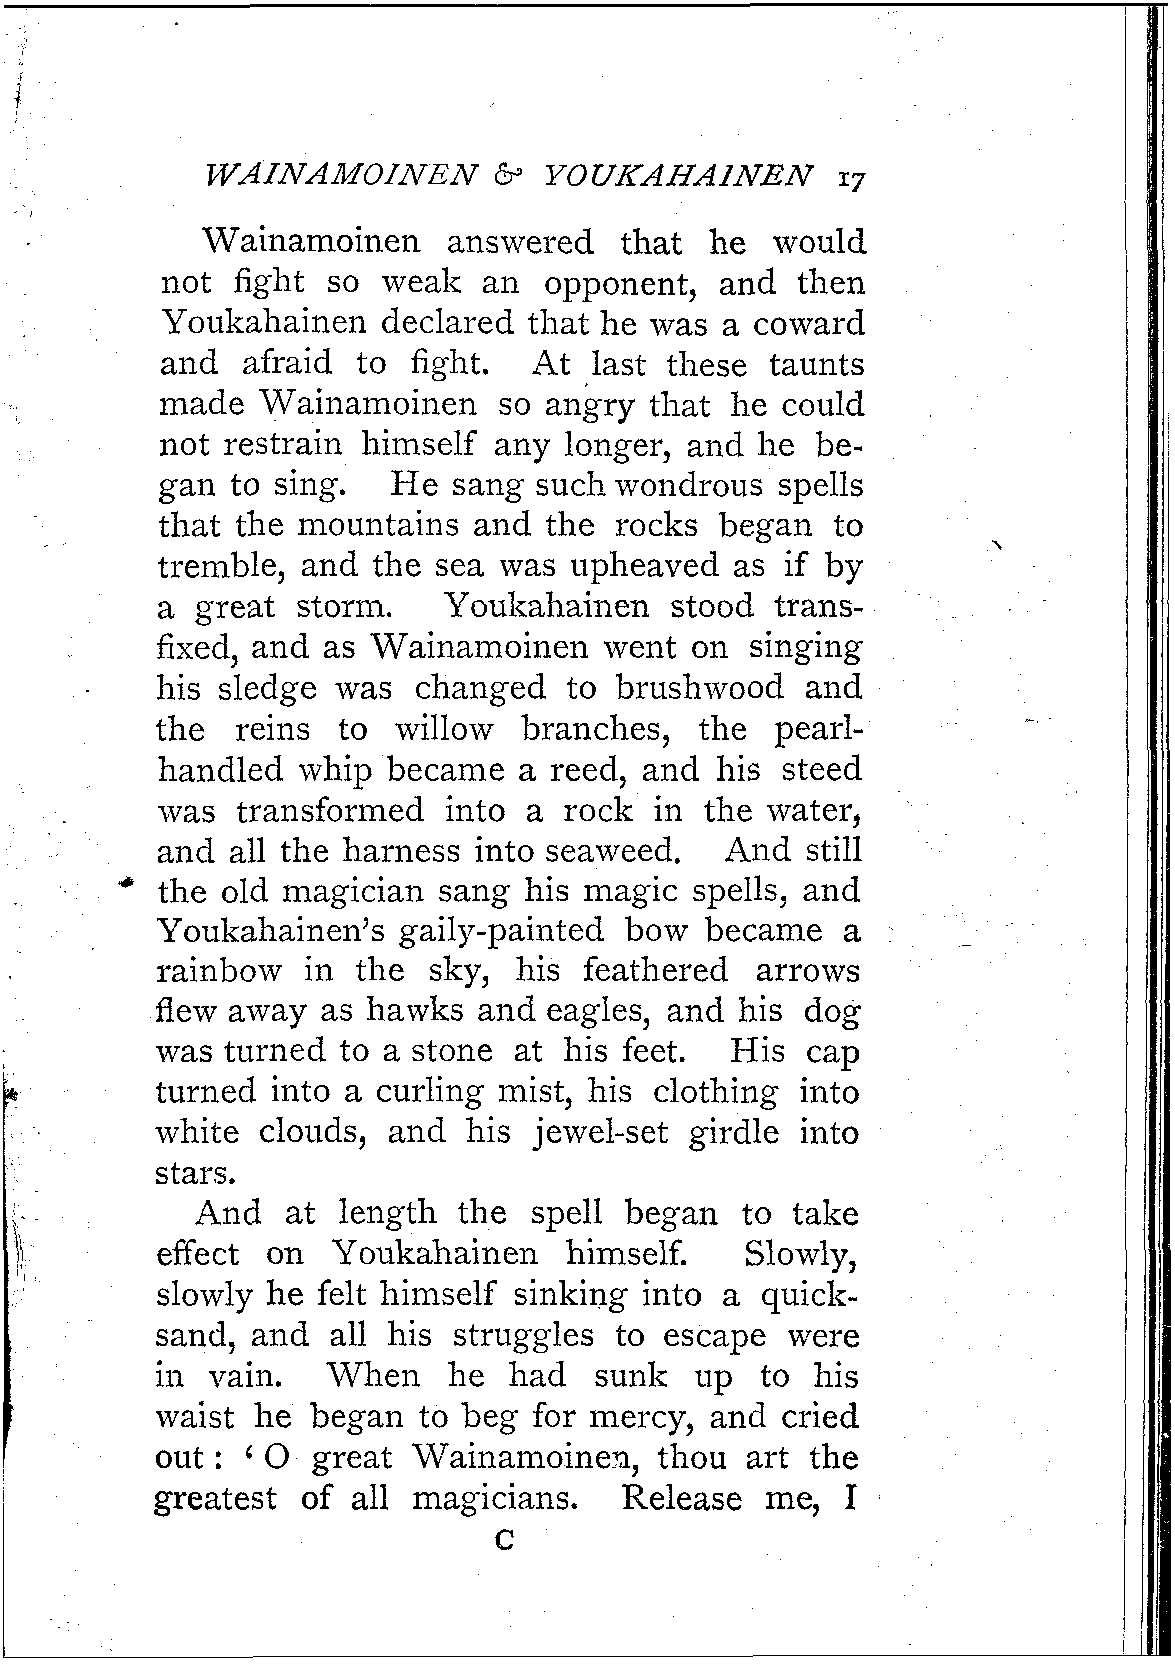 WAINAMOINEN & YOUKAHAINEN 17
Wainamoinen answered that he would
not fight so weak an opponent, and then
Youkahainen declared that he was a coward
and afraid to fight. At last these taunts
made Wainamoinen so angry that he could
not restrain himself any longer, and he be-
gan to sing. He sang such wondrous spells
that the mountains and the rocks began to
tremble, and the sea was upheaved as if by
a great storm. Youkahainen stood trans-
fixed, and as Wainamoinen went on singing
his sledge was changed to brushwood and
the reins to willow branches, the pearl-
handled whip became a reed, and his steed
was transformed into a rock in the water,
and all the harness into seaweed. And still
the old magician sang his magic spells, and
Youkahainen's gaily-painted bow became a
rainbow in the sky, his feathered arrows
flew away as hawks and eagles, and his dog
was turned to a stone at his feet. His cap
turned into a curling mist, his clothing into
white clouds, and his jewel-set girdle into
stars.
And at length the spell began to take
effect on Youkahainen himself. Slowly,
slowly he felt himself sinking into a quick-
sand, and all his struggles to escape were
in vain. When he had sunk up to his
waist he began to beg for mercy, and cried
out : ‘ O great Wainamoinen, thou art the
greatest of all magicians. Release me, I
C